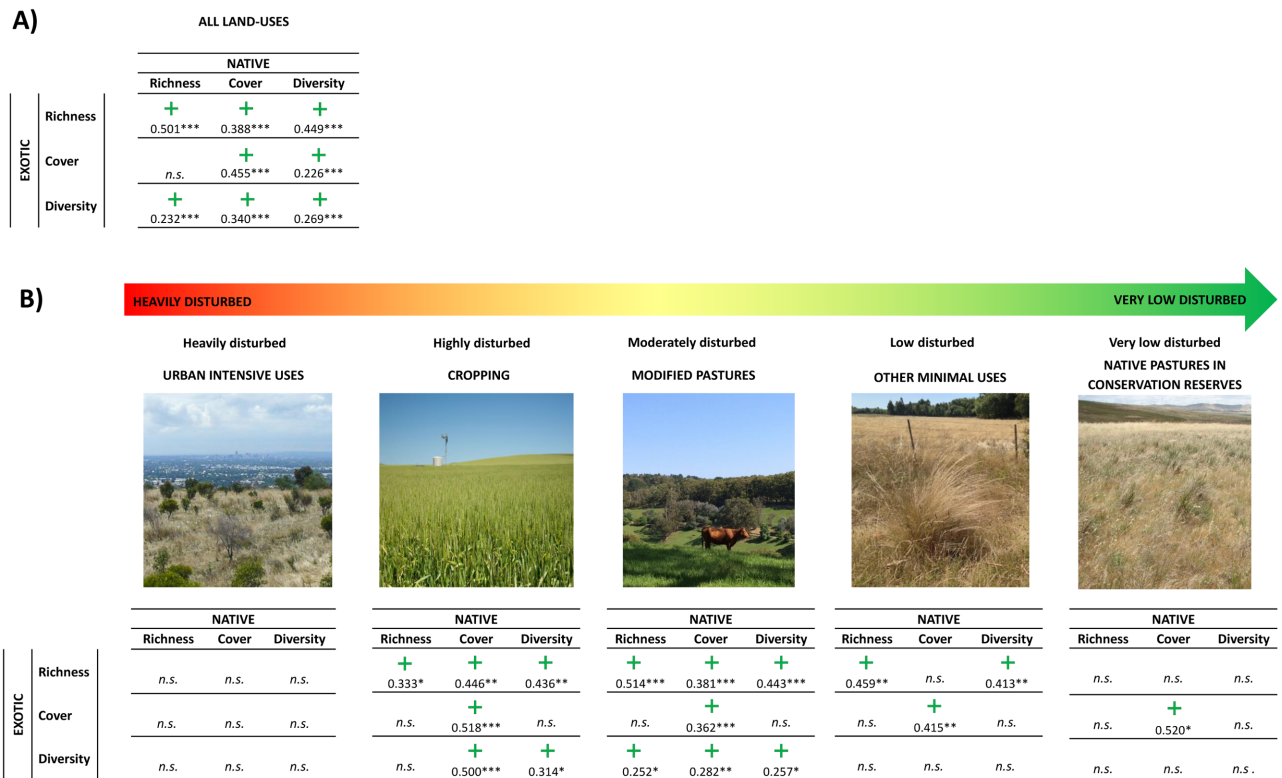 A)
ALL LAND-USES
NATIVE
Richness Cover Diversity
EXOTIC
Richness
+ + +
0.501*** 0.388*** 0.449***
Cover
+ +
n.s. 0.455*** 0.226***
Diversity
+ + +
0.232*** 0.340*** 0.269***
B)
HEAVILY DISTURBED VERY LOW DISTURBED
Heavily disturbed Highly disturbed Moderately disturbed Low disturbed Very low disturbed
URBAN INTENSIVE USES CROPPING MODIFIED PASTURES OTHER MINIMAL USES NATIVE PASTURES IN
CONSERVATION RESERVES
NATIVE NATIVE NATIVE NATIVE NATIVE
Richness Cover Diversity Richness Cover Diversity Richness Cover Diversity Richness Cover Diversity Richness Cover Diversity
EXOTIC
Richness
+ + + + + + + +
n.s. n.s. n.s. 0.333* 0.446** 0.436** 0.514*** 0.381*** 0.443*** 0.459** n.s. 0.413** n.s. n.s. n.s.
Cover
+ + + +
n.s. n.s. n.s. n.s. 0.518*** n.s. n.s. 0.362*** n.s. n.s. 0.415** n.s. n.s. 0.520* n.s.
Diversity
+ + + + +
n.s. n.s. n.s. n.s. 0.500*** 0.314* 0.252* 0.282** 0.257* n.s. n.s. n.s. n.s. n.s. n.s .